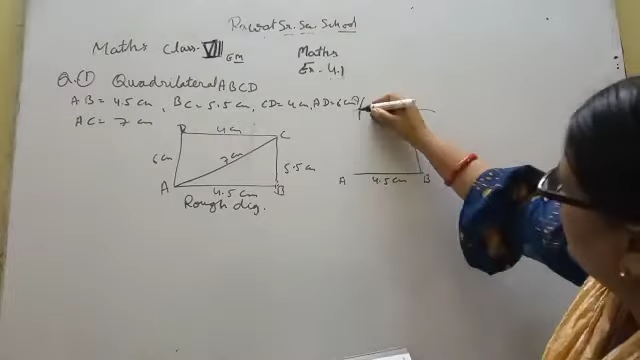 Rawat Sr. Sec. School
Maths Class - VIII EM
Maths
Ex - 4.1
Q.① Quadrilateral ABCD
AB = 4.5 cm, BC = 5.5 cm, CD = 4 cm, AD = 6 cm
AC = 7 cm
D 4 cm C
6 cm 7 cm 5.5 cm
A 4.5 cm B
Rough dig.
A 4.5 cm B